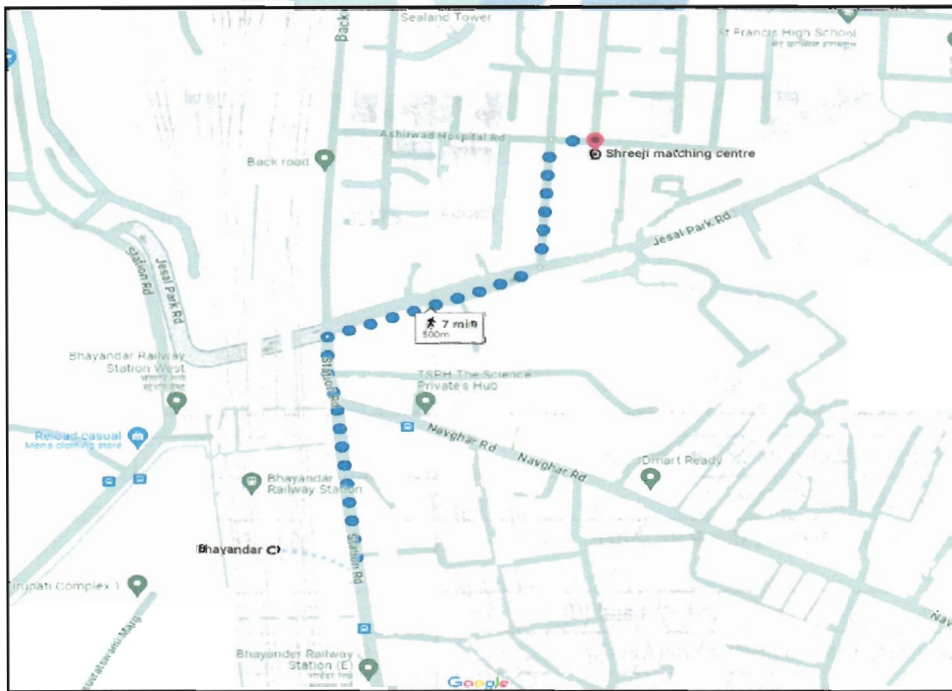 Sealand Tower
St Francis High School
Back
Ashirwad Hospital Rd
Back road
Shreeji matching centre
Jesal Park Rd
Station Rd
Jesal Park Rd
7 min
500m
Bhayandar Railway
Station West
Station Rd
TSPH The Science
Private's Hub
Reload casual
Mens clothing store
Navghar Rd
Navghar Rd
Dmart Ready
Bhayandar
Railway Station
Bhayandar
Station Rd
Tirupati Complex 1
Nav
Bhayander Railway
Station (E)
Google